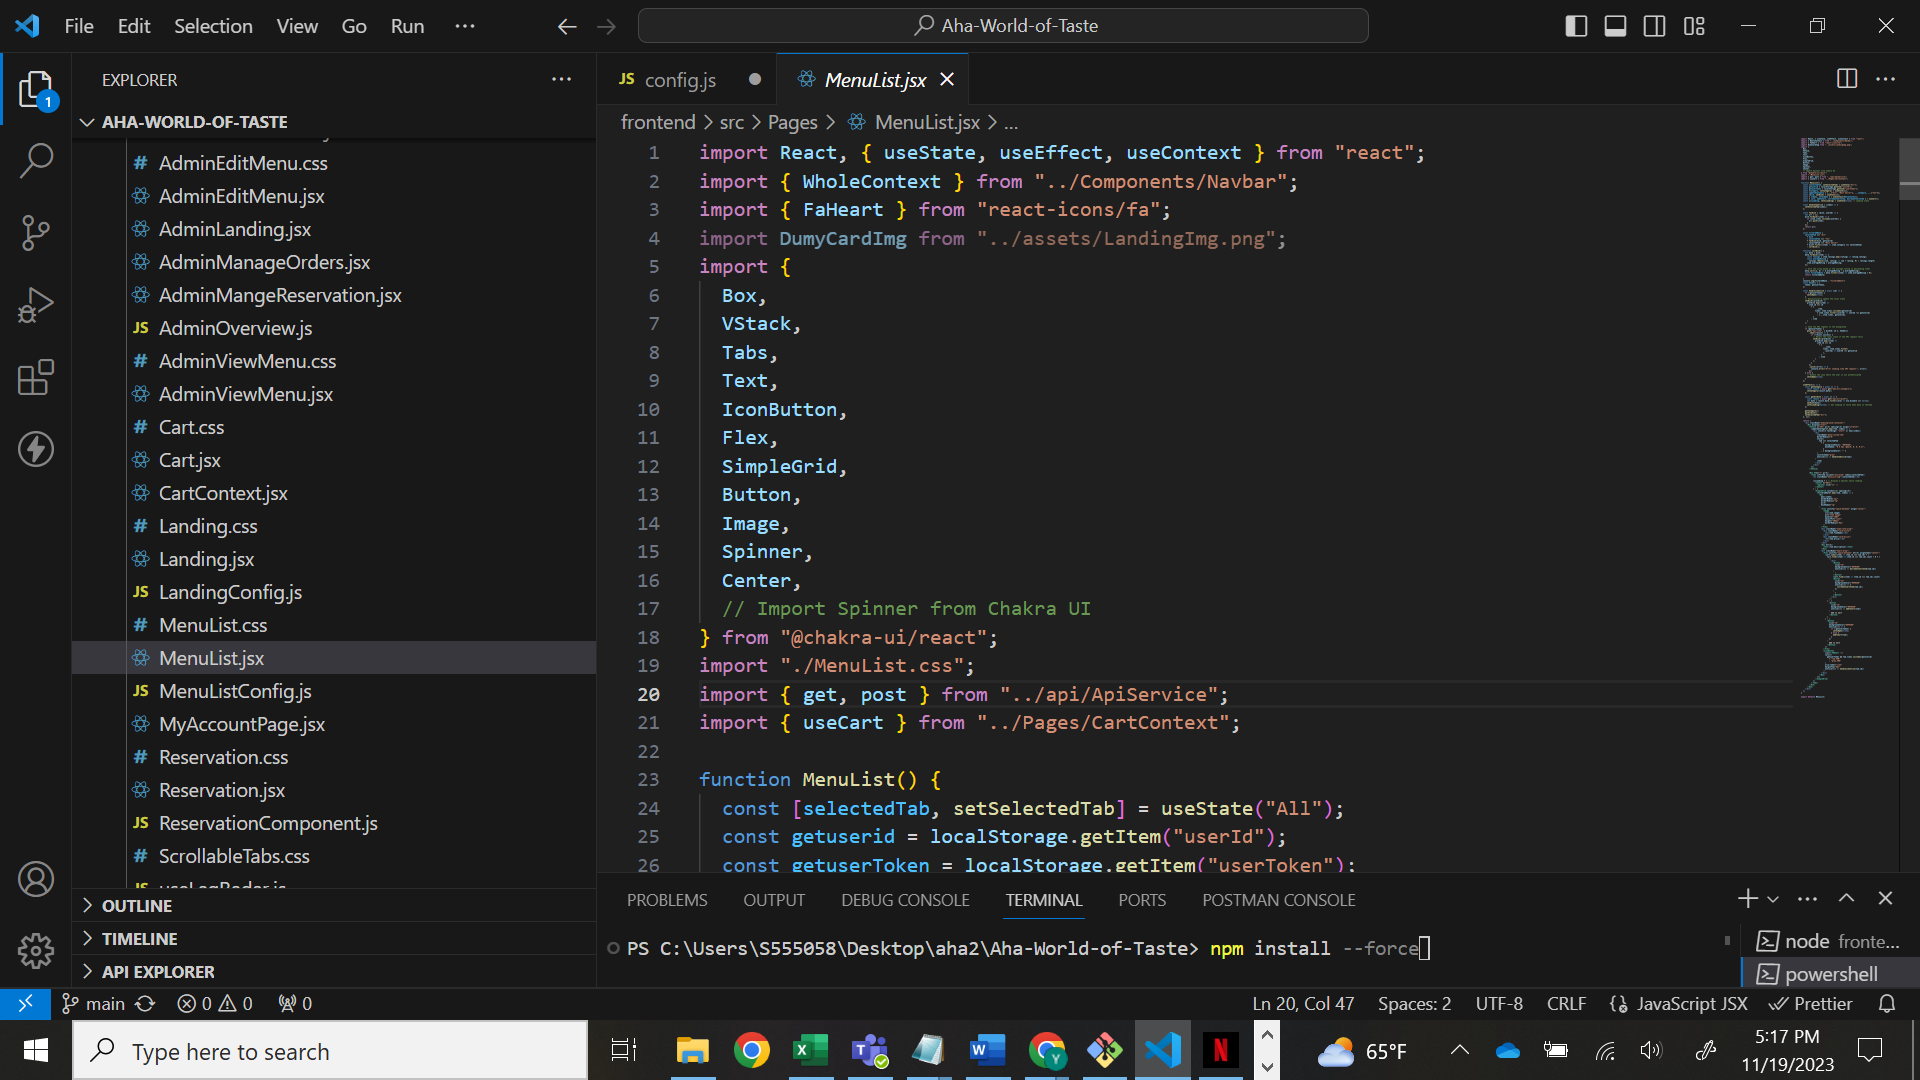 File Edit Selection View Go Run ···
Aha-World-of-Taste
EXPLORER
1
AHA-WORLD-OF-TASTE
# AdminEditMenu.css
AdminEditMenu.jsx
AdminLanding.jsx
AdminManageOrders.jsx
AdminMangeReservation.jsx
JS AdminOverview.js
# AdminViewMenu.css
AdminViewMenu.jsx
# Cart.css
Cart.jsx
CartContext.jsx
# Landing.css
Landing.jsx
JS LandingConfig.js
# MenuList.css
MenuList.jsx
JS MenuListConfig.js
MyAccountPage.jsx
# Reservation.css
Reservation.jsx
JS ReservationComponent.js
# ScrollableTabs.css
OUTLINE
TIMELINE
API EXPLORER
JS config.js
MenuList.jsx
frontend > src > Pages > MenuList.jsx > ...
1 import React, { useState, useEffect, useContext } from "react";
2 import { WholeContext } from "../Components/Navbar";
3 import { FaHeart } from "react-icons/fa";
4 import DumyCardImg from "../assets/LandingImg.png";
5 import {
6 Box,
7 VStack,
8 Tabs,
9 Text,
10 IconButton,
11 Flex,
12 SimpleGrid,
13 Button,
14 Image,
15 Spinner,
16 Center,
17 // Import Spinner from Chakra UI
18 } from "@chakra-ui/react";
19 import "./MenuList.css";
20 import { get, post } from "../api/ApiService";
21 import { useCart } from "../Pages/CartContext";
22
23 function MenuList() {
24 const [selectedTab, setSelectedTab] = useState("All");
25 const getuserid = localStorage.getItem("userId");
26 const getuserToken = localStorage.getItem("userToken");
PROBLEMS OUTPUT DEBUG CONSOLE TERMINAL PORTS POSTMAN CONSOLE
PS C:\Users\S555058\Desktop\aha2\Aha-World-of-Taste> npm install --force
node fronte...
powershell
main 0 0 0
Ln 20, Col 47 Spaces: 2 UTF-8 CRLF JavaScript JSX Prettier
Type here to search
65°F
5:17 PM
11/19/2023